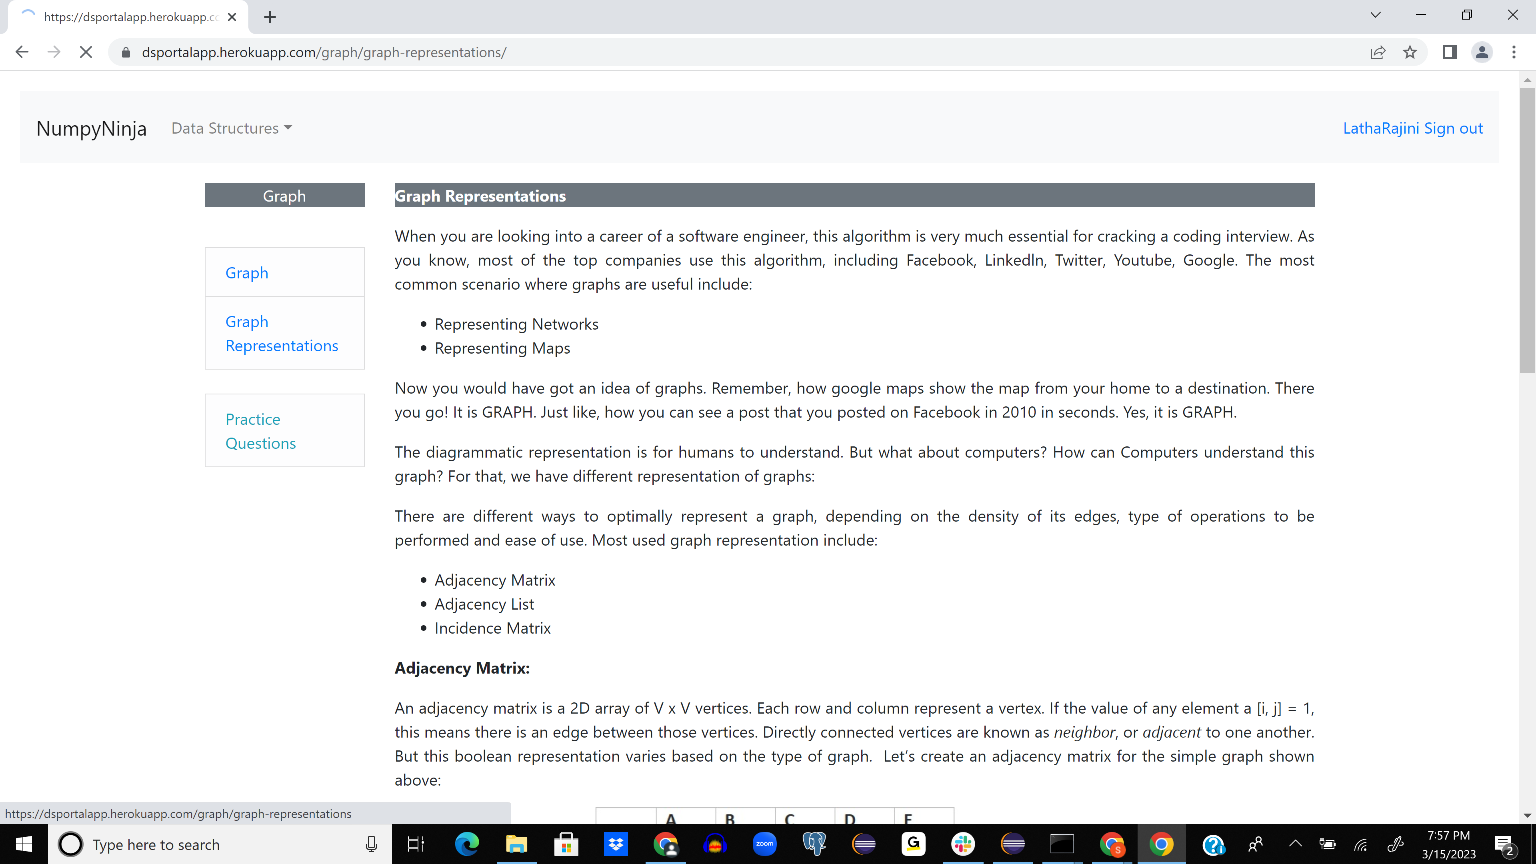 https://dsportalapp.herokuapp.c
dsportalapp.herokuapp.com/graph/graph-representations/
NumpyNinja
Data Structures
LathaRajini Sign out
Graph
Graph
Graph
Representations
Practice
Questions
Graph Representations
When you are looking into a career of a software engineer, this algorithm is very much essential for cracking a coding interview. As
you know, most of the top companies use this algorithm, including Facebook, LinkedIn, Twitter, Youtube, Google. The most
common scenario where graphs are useful include:
• Representing Networks
• Representing Maps
Now you would have got an idea of graphs. Remember, how google maps show the map from your home to a destination. There
you go! It is GRAPH. Just like, how you can see a post that you posted on Facebook in 2010 in seconds. Yes, it is GRAPH.
The diagrammatic representation is for humans to understand. But what about computers? How can Computers understand this
graph? For that, we have different representation of graphs:
There are different ways to optimally represent a graph, depending on the density of its edges, type of operations to be
performed and ease of use. Most used graph representation include:
• Adjacency Matrix
• Adjacency List
• Incidence Matrix
Adjacency Matrix:
An adjacency matrix is a 2D array of V x V vertices. Each row and column represent a vertex. If the value of any element a [i, j] = 1,
this means there is an edge between those vertices. Directly connected vertices are known as neighbor, or adjacent to one another.
But this boolean representation varies based on the type of graph. Let's create an adjacency matrix for the simple graph shown
above:
A B C D
https://dsportalapp.herokuapp.com/graph/graph-representations
Type here to search
zoom
G
S
7:57 PM
3/15/2023
2